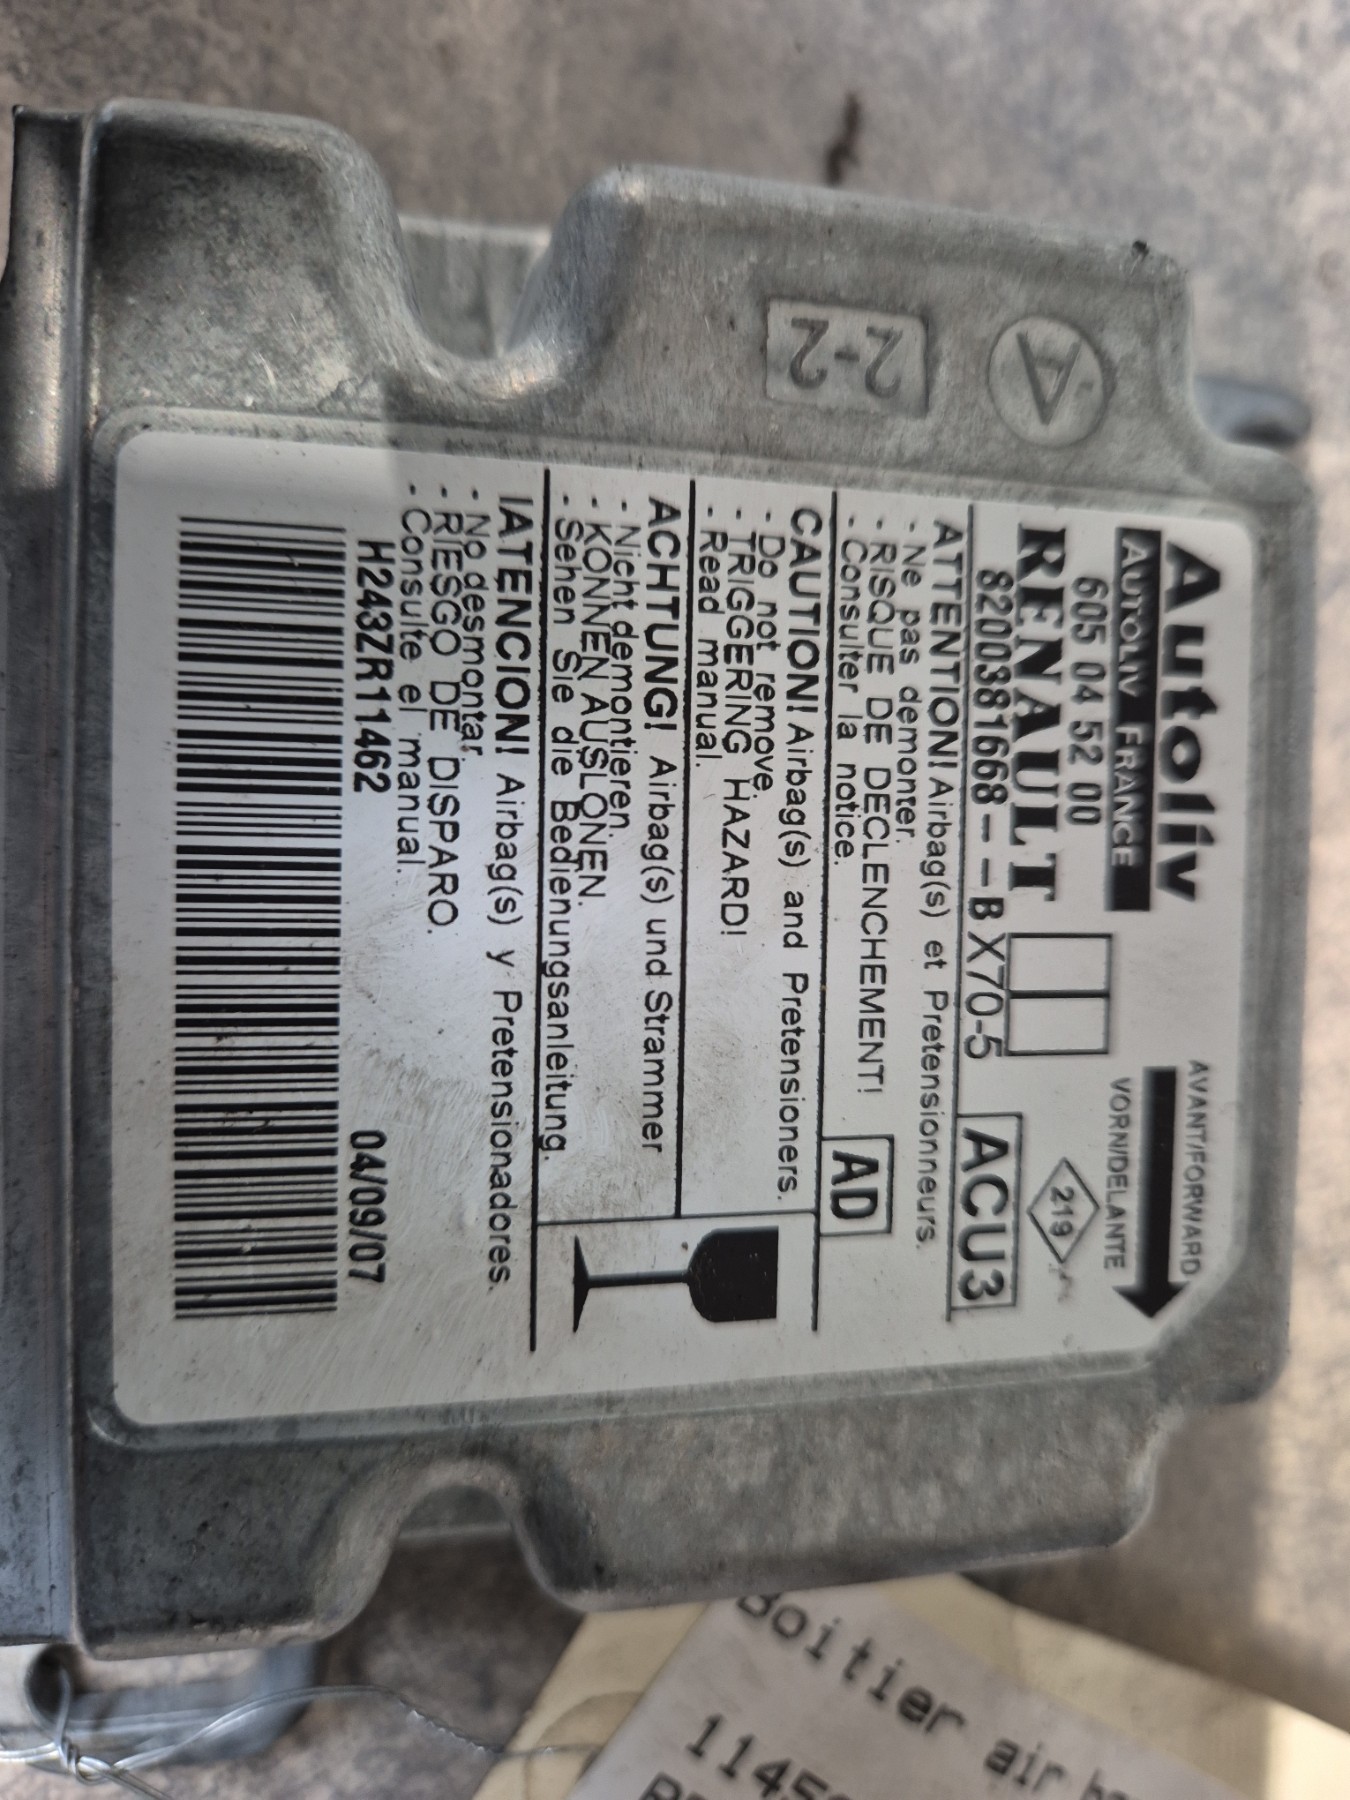 Autoliv
AUTOLIV FRANCE
605 04 52 00
RENAULT
8200381668--B X70-5
AVANT/FORWARD
VORN/DELANTE
219
ACU3
ATTENTION! Airbag(s) et Pretensionneurs.
· Ne pas demonter.
· RISQUE DE DECLENCHEMENT!
· Consulter la notice.
AD
CAUTION! Airbag(s) and Pretensioners.
· Do not remove.
· TRIGGERING HAZARD!
· Read manual.
ACHTUNG! Airbag(s) und Strammer
· Nicht demontieren.
· KÖNNEN AUSLÖNEN.
· Sehen Sie die Bedienungsanleitung.
!ATENCION! Airbag(s) y Pretensionadores.
· No desmontar.
· RIESGO DE DISPARO.
· Consulte el manual.
H243ZR11462 04/09/07
A
2-2
Boitier air